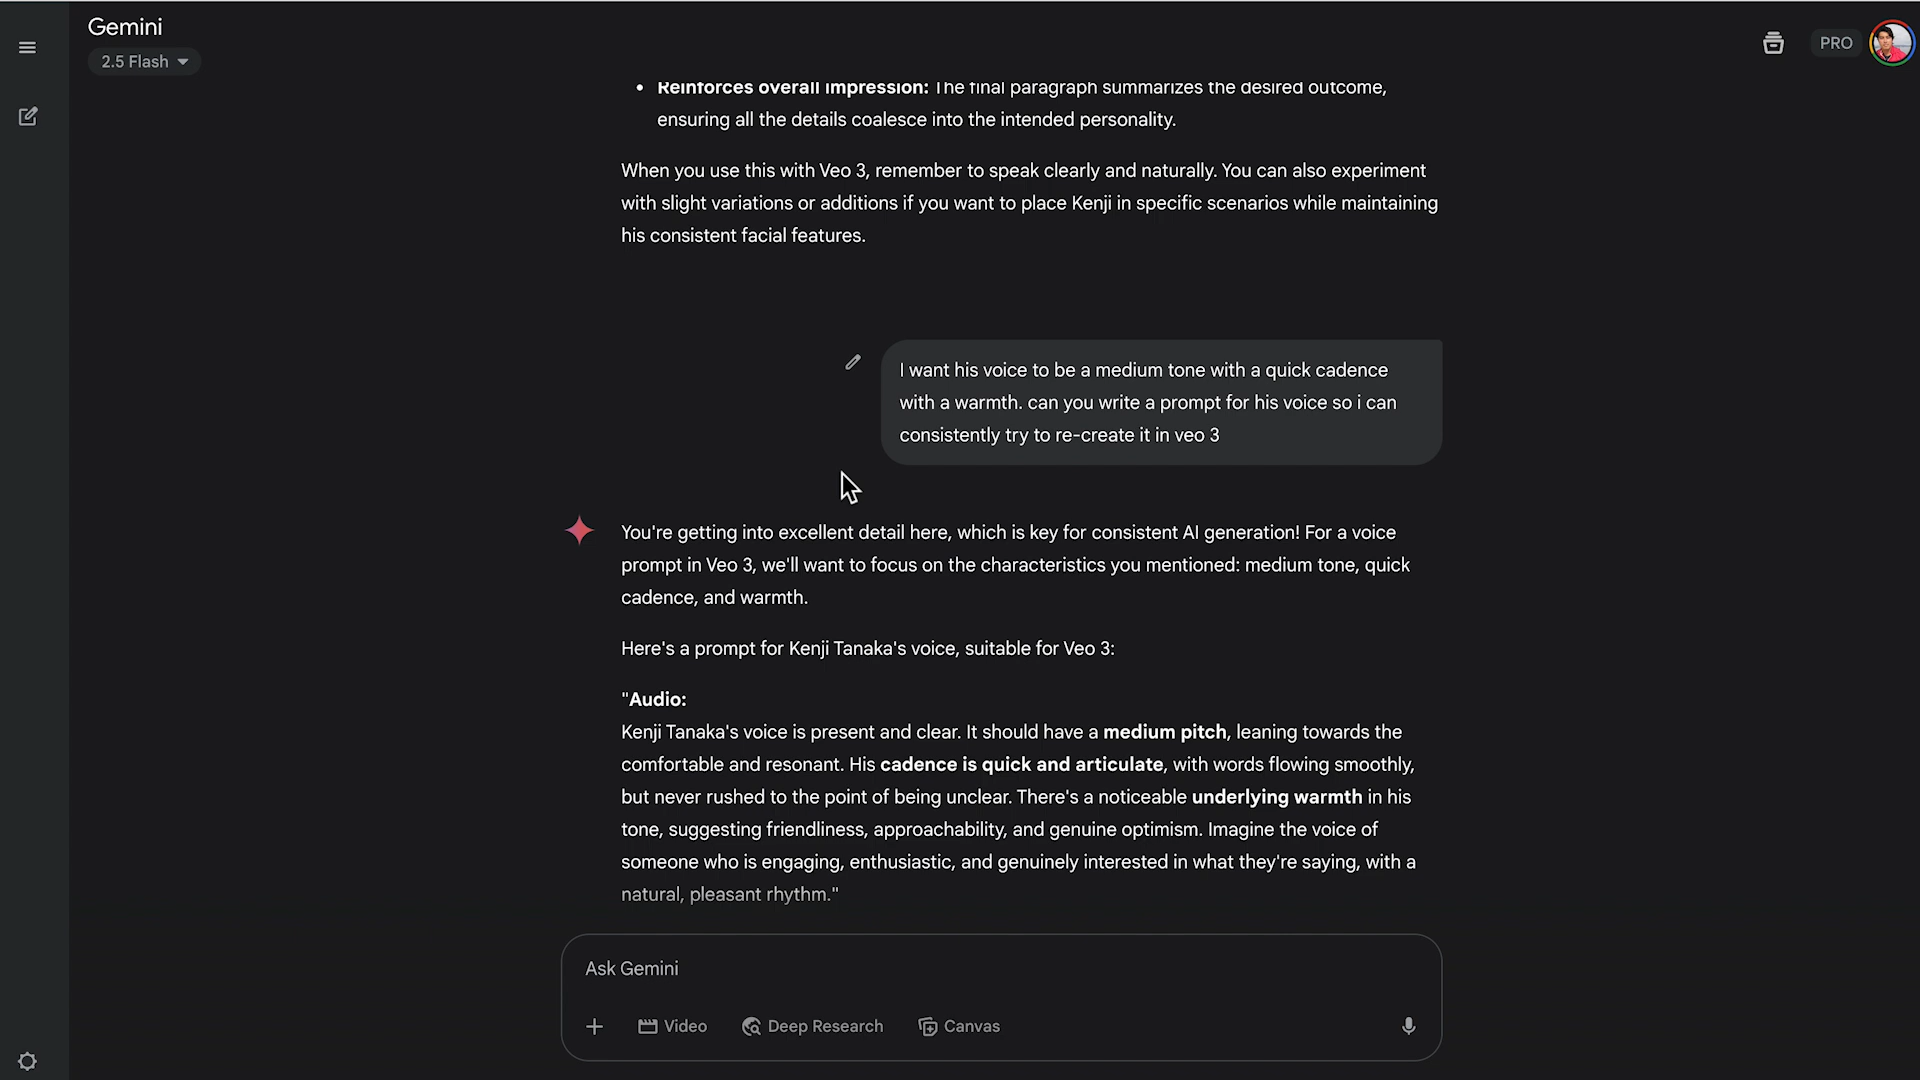 Gemini
2.5 Flash
PRO
• Reinforces overall impression: The final paragraph summarizes the desired outcome,
ensuring all the details coalesce into the intended personality.
When you use this with Veo 3, remember to speak clearly and naturally. You can also experiment
with slight variations or additions if you want to place Kenji in specific scenarios while maintaining
his consistent facial features.
I want his voice to be a medium tone with a quick cadence
with a warmth. can you write a prompt for his voice so i can
consistently try to re-create it in veo 3
You're getting into excellent detail here, which is key for consistent AI generation! For a voice
prompt in Veo 3, we'll want to focus on the characteristics you mentioned: medium tone, quick
cadence, and warmth.
Here's a prompt for Kenji Tanaka's voice, suitable for Veo 3:
"Audio:
Kenji Tanaka's voice is present and clear. It should have a medium pitch, leaning towards the
comfortable and resonant. His cadence is quick and articulate, with words flowing smoothly,
but never rushed to the point of being unclear. There's a noticeable underlying warmth in his
tone, suggesting friendliness, approachability, and genuine optimism. Imagine the voice of
someone who is engaging, enthusiastic, and genuinely interested in what they're saying, with a
natural, pleasant rhythm."
Ask Gemini
Video
Deep Research
Canvas